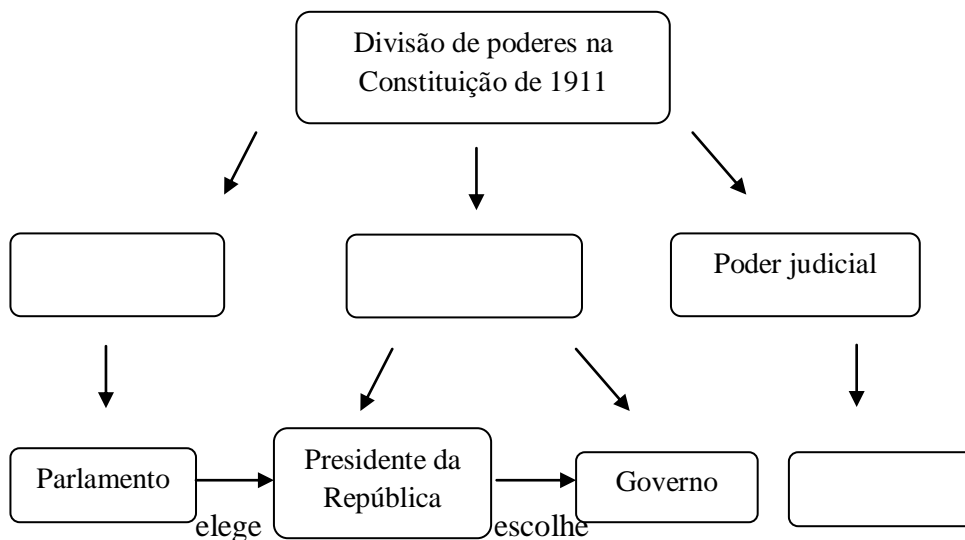 Divisão de poderes na
Constituição de 1911
Poder judicial
Parlamento
elege
Presidente da
República
escolhe
Governo